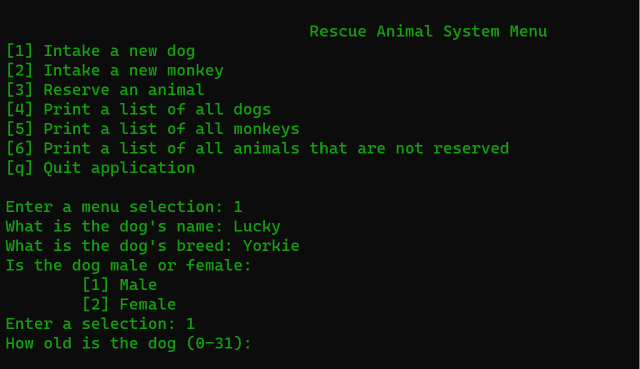 Rescue Animal System Menu
[1] Intake a new dog
[2] Intake a new monkey
[3] Reserve an animal
[4] Print a list of all dogs
[5] Print a list of all monkeys
[6] Print a list of all animals that are not reserved
[q] Quit application
Enter a menu selection: 1
What is the dog's name: Lucky
What is the dog's breed: Yorkie
Is the dog male or female:
[1] Male
[2] Female
Enter a selection: 1
How old is the dog (0-31):